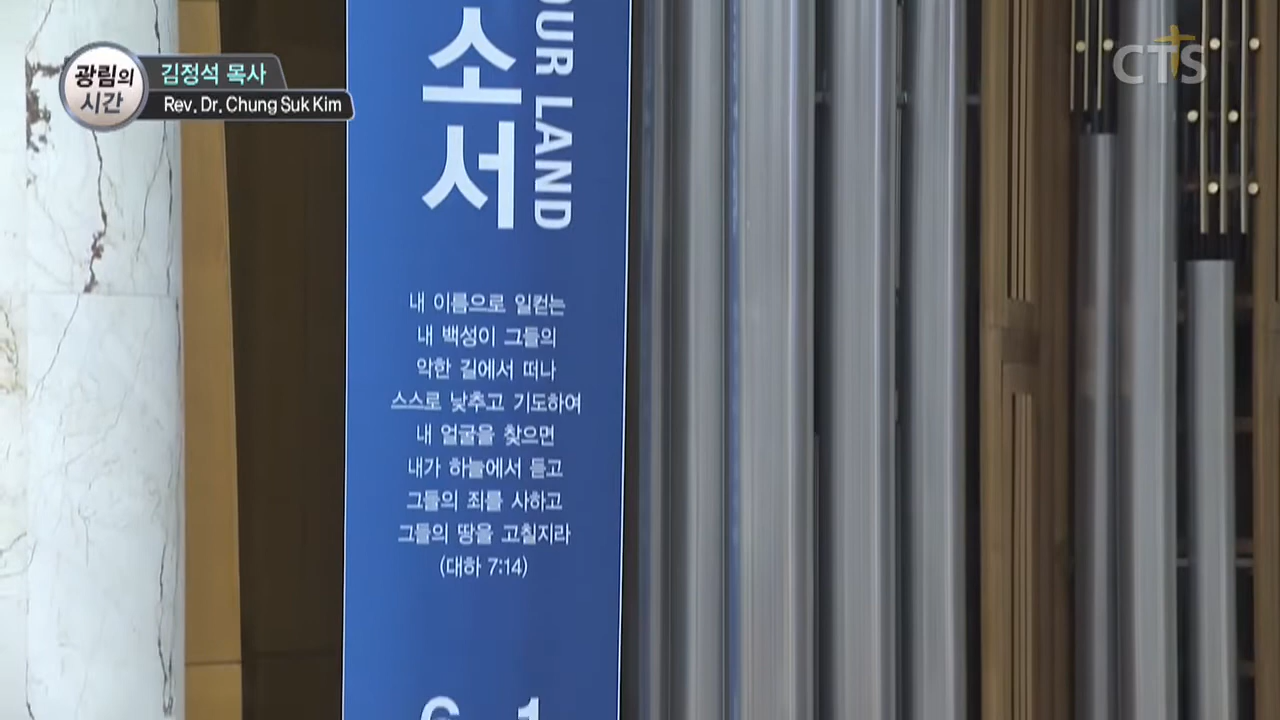 광림의
시간
김정석 목사
Rev. Dr. Chung Suk Kim
CTS
소서
OUR LAND
내 이름으로 일컫는
내 백성이 그들의
악한 길에서 떠나
스스로 낮추고 기도하여
내 얼굴을 찾으면
내가 하늘에서 듣고
그들의 죄를 사하고
그들의 땅을 고칠지라
(대하 7:14)